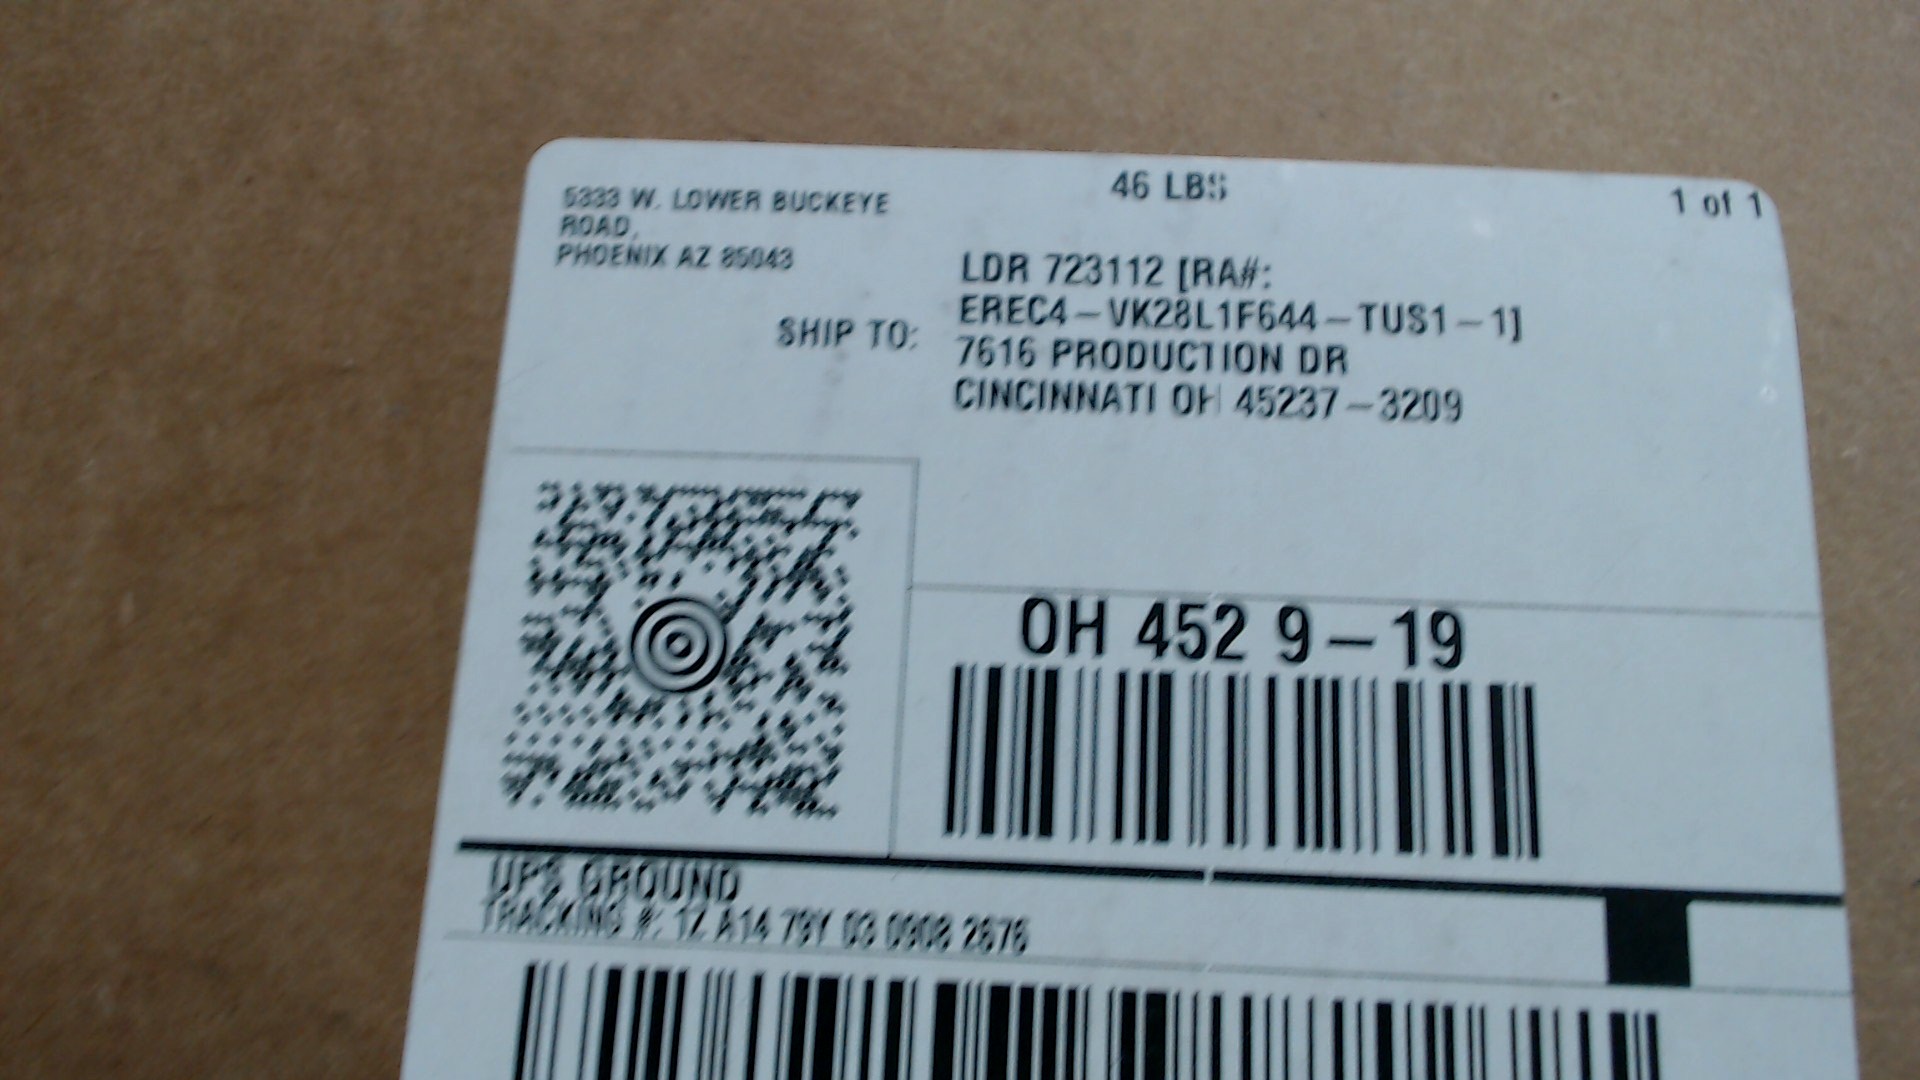 5333 W. LOWER BUCKEYE
ROAD,
PHOENIX AZ 85043
46 LBS
1 of 1
SHIP TO:
LDR 723112 [RA#:
EREC4-VK28L1F644-TUS1-1]
7616 PRODUCTION DR
CINCINNATI OH 45237-3209
OH 452 9-19
UPS GROUND
TRACKING #: 1Z A14 79Y 03 0908 2676